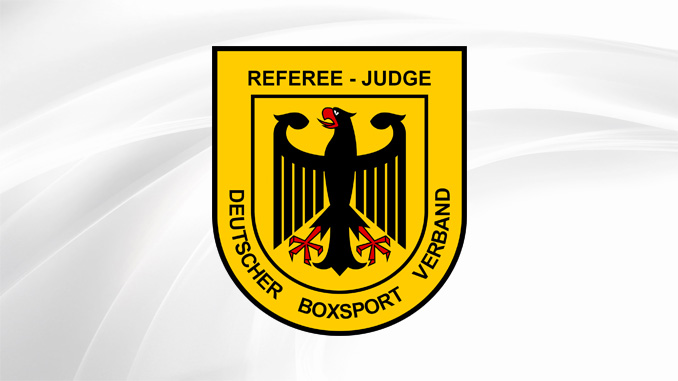 REFEREE - JUDGE
DEUTSCHER BOXSPORT VERBAND